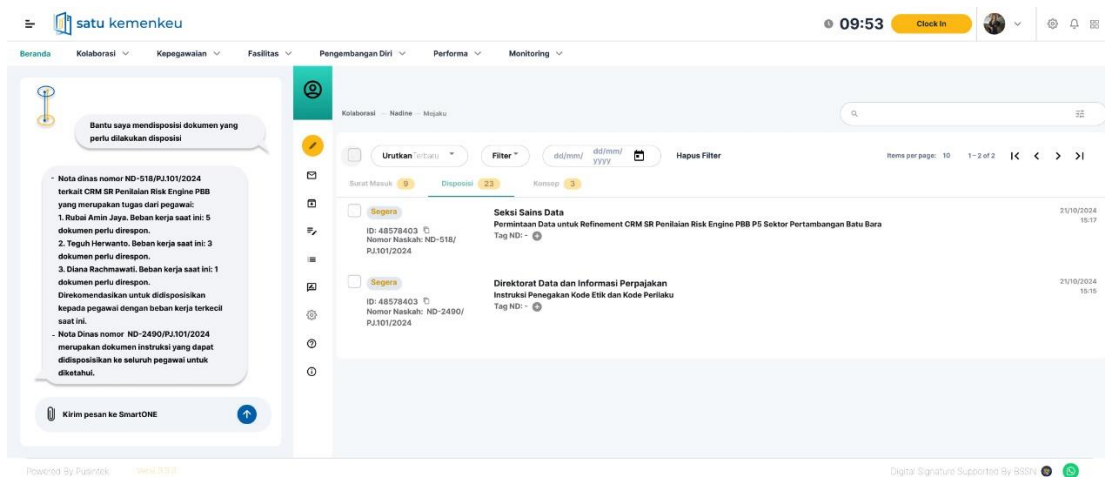 satu kemenkeu
09:53
Clock In
Beranda
Kolaborasi
Kepegawaian
Fasilitas
Pengembangan Diri
Performa
Monitoring
Bantu saya mendisposisi dokumen yang
perlu dilakukan disposisi
- Nota dinas nomor ND-518/PJ.101/2024
terkait CRM SR Penilaian Risk Engine PBB
yang merupakan tugas dari pegawai:
1. Rubai Amin Jaya. Beban kerja saat ini: 5
dokumen perlu direspon.
2. Teguh Herwanto. Beban kerja saat ini: 3
dokumen perlu direspon.
3. Diana Rachmawati. Beban kerja saat ini: 1
dokumen perlu direspon.
Direkomendasikan untuk didisposisikan
kepada pegawai dengan beban kerja terkecil
saat ini.
- Nota Dinas nomor ND-2490/PJ.101/2024
merupakan dokumen instruksi yang dapat
didisposisikan ke seluruh pegawai untuk
diketahui.
Kirim pesan ke SmartONE
Kolaborasi – Nadine – Mejaku
Urutkan Terbaru
Filter
dd/mm/
dd/mm/
yyyy
Hapus Filter
Items per page: 10
1 – 2 of 2
Surat Masuk 9
Disposisi 23
Konsep 3
Segera
ID: 48578403
Nomor Naskah: ND-518/
PJ.101/2024
Seksi Sains Data
Permintaan Data untuk Refinement CRM SR Penilaian Risk Engine PBB P5 Sektor Pertambangan Batu Bara
Tag ND: -
21/10/2024
15:17
Segera
ID: 48578403
Nomor Naskah: ND-2490/
PJ.101/2024
Direktorat Data dan Informasi Perpajakan
Instruksi Penegakan Kode Etik dan Kode Perilaku
Tag ND: -
21/10/2024
15:15
Powered By Pusintek
Digital Signature Supported By BSSN